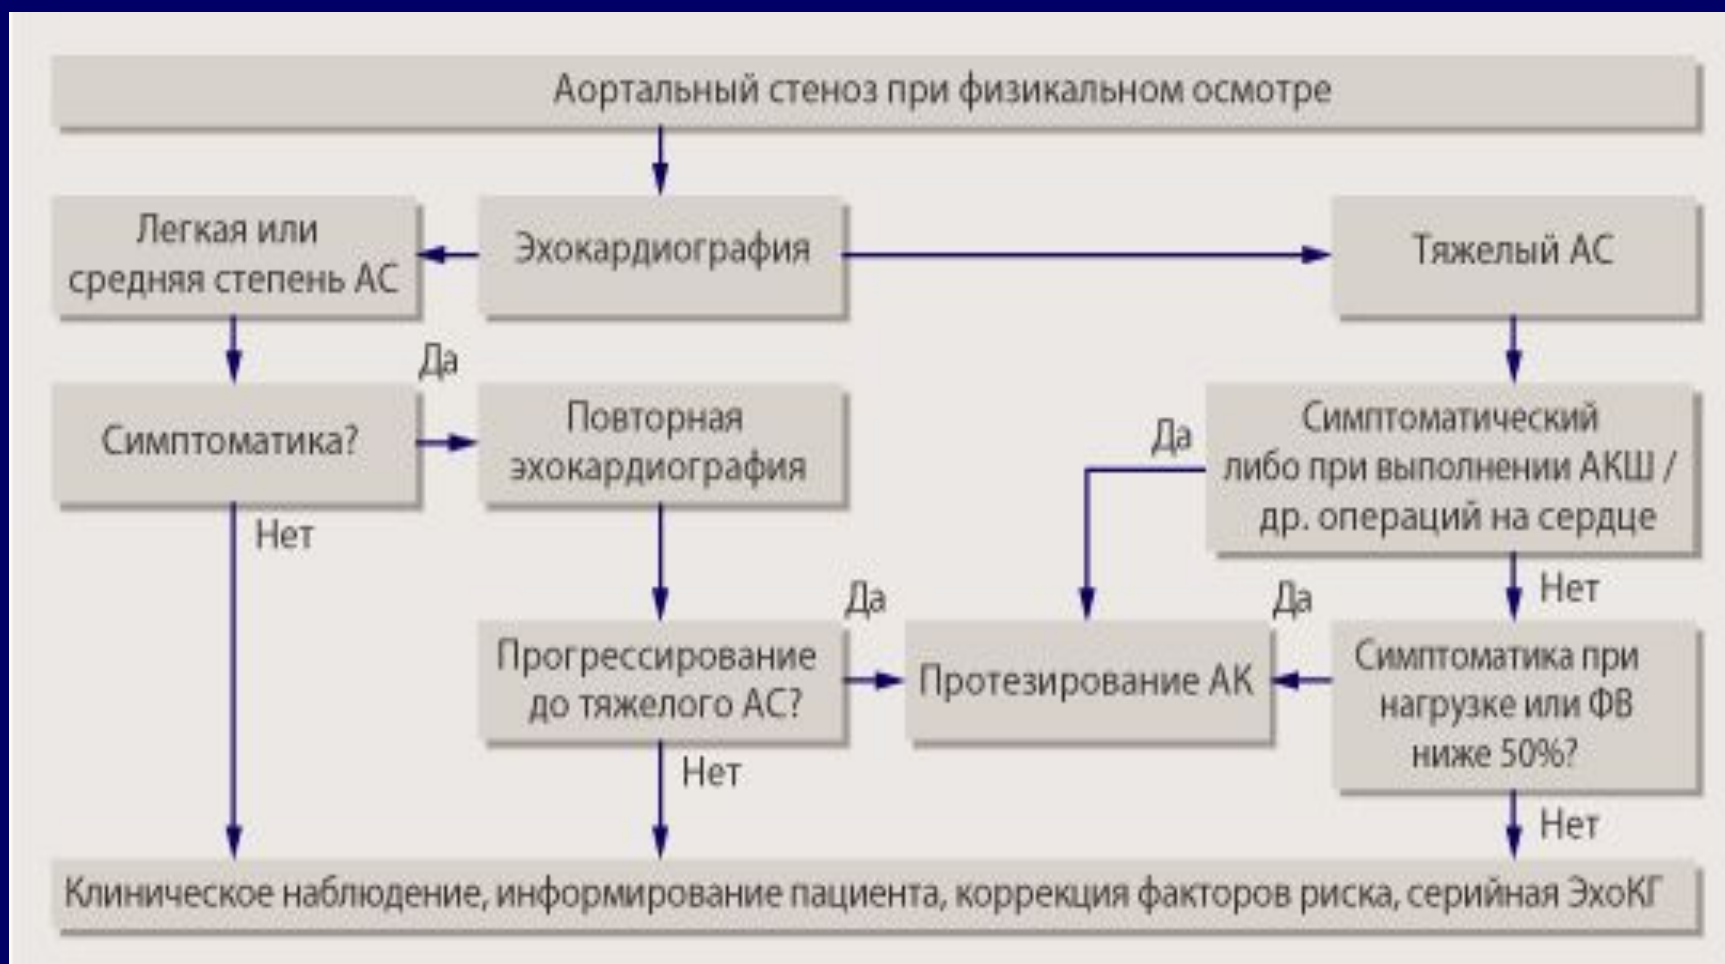 Аортальный стеноз при физикальном осмотре
Легкая или
средняя степень АС
Эхокардиография
Тяжелый АС
Да
Симптоматика?
Повторная
эхокардиография
Да
Симптоматический
либо при выполнении АКШ /
др. операций на сердце
Нет
Нет
Да
Да
Прогрессирование
до тяжелого АС?
Протезирование АК
Симптоматика при
нагрузке или ФВ
ниже 50%?
Нет
Нет
Клиническое наблюдение, информирование пациента, коррекция факторов риска, серийная ЭхоКГ